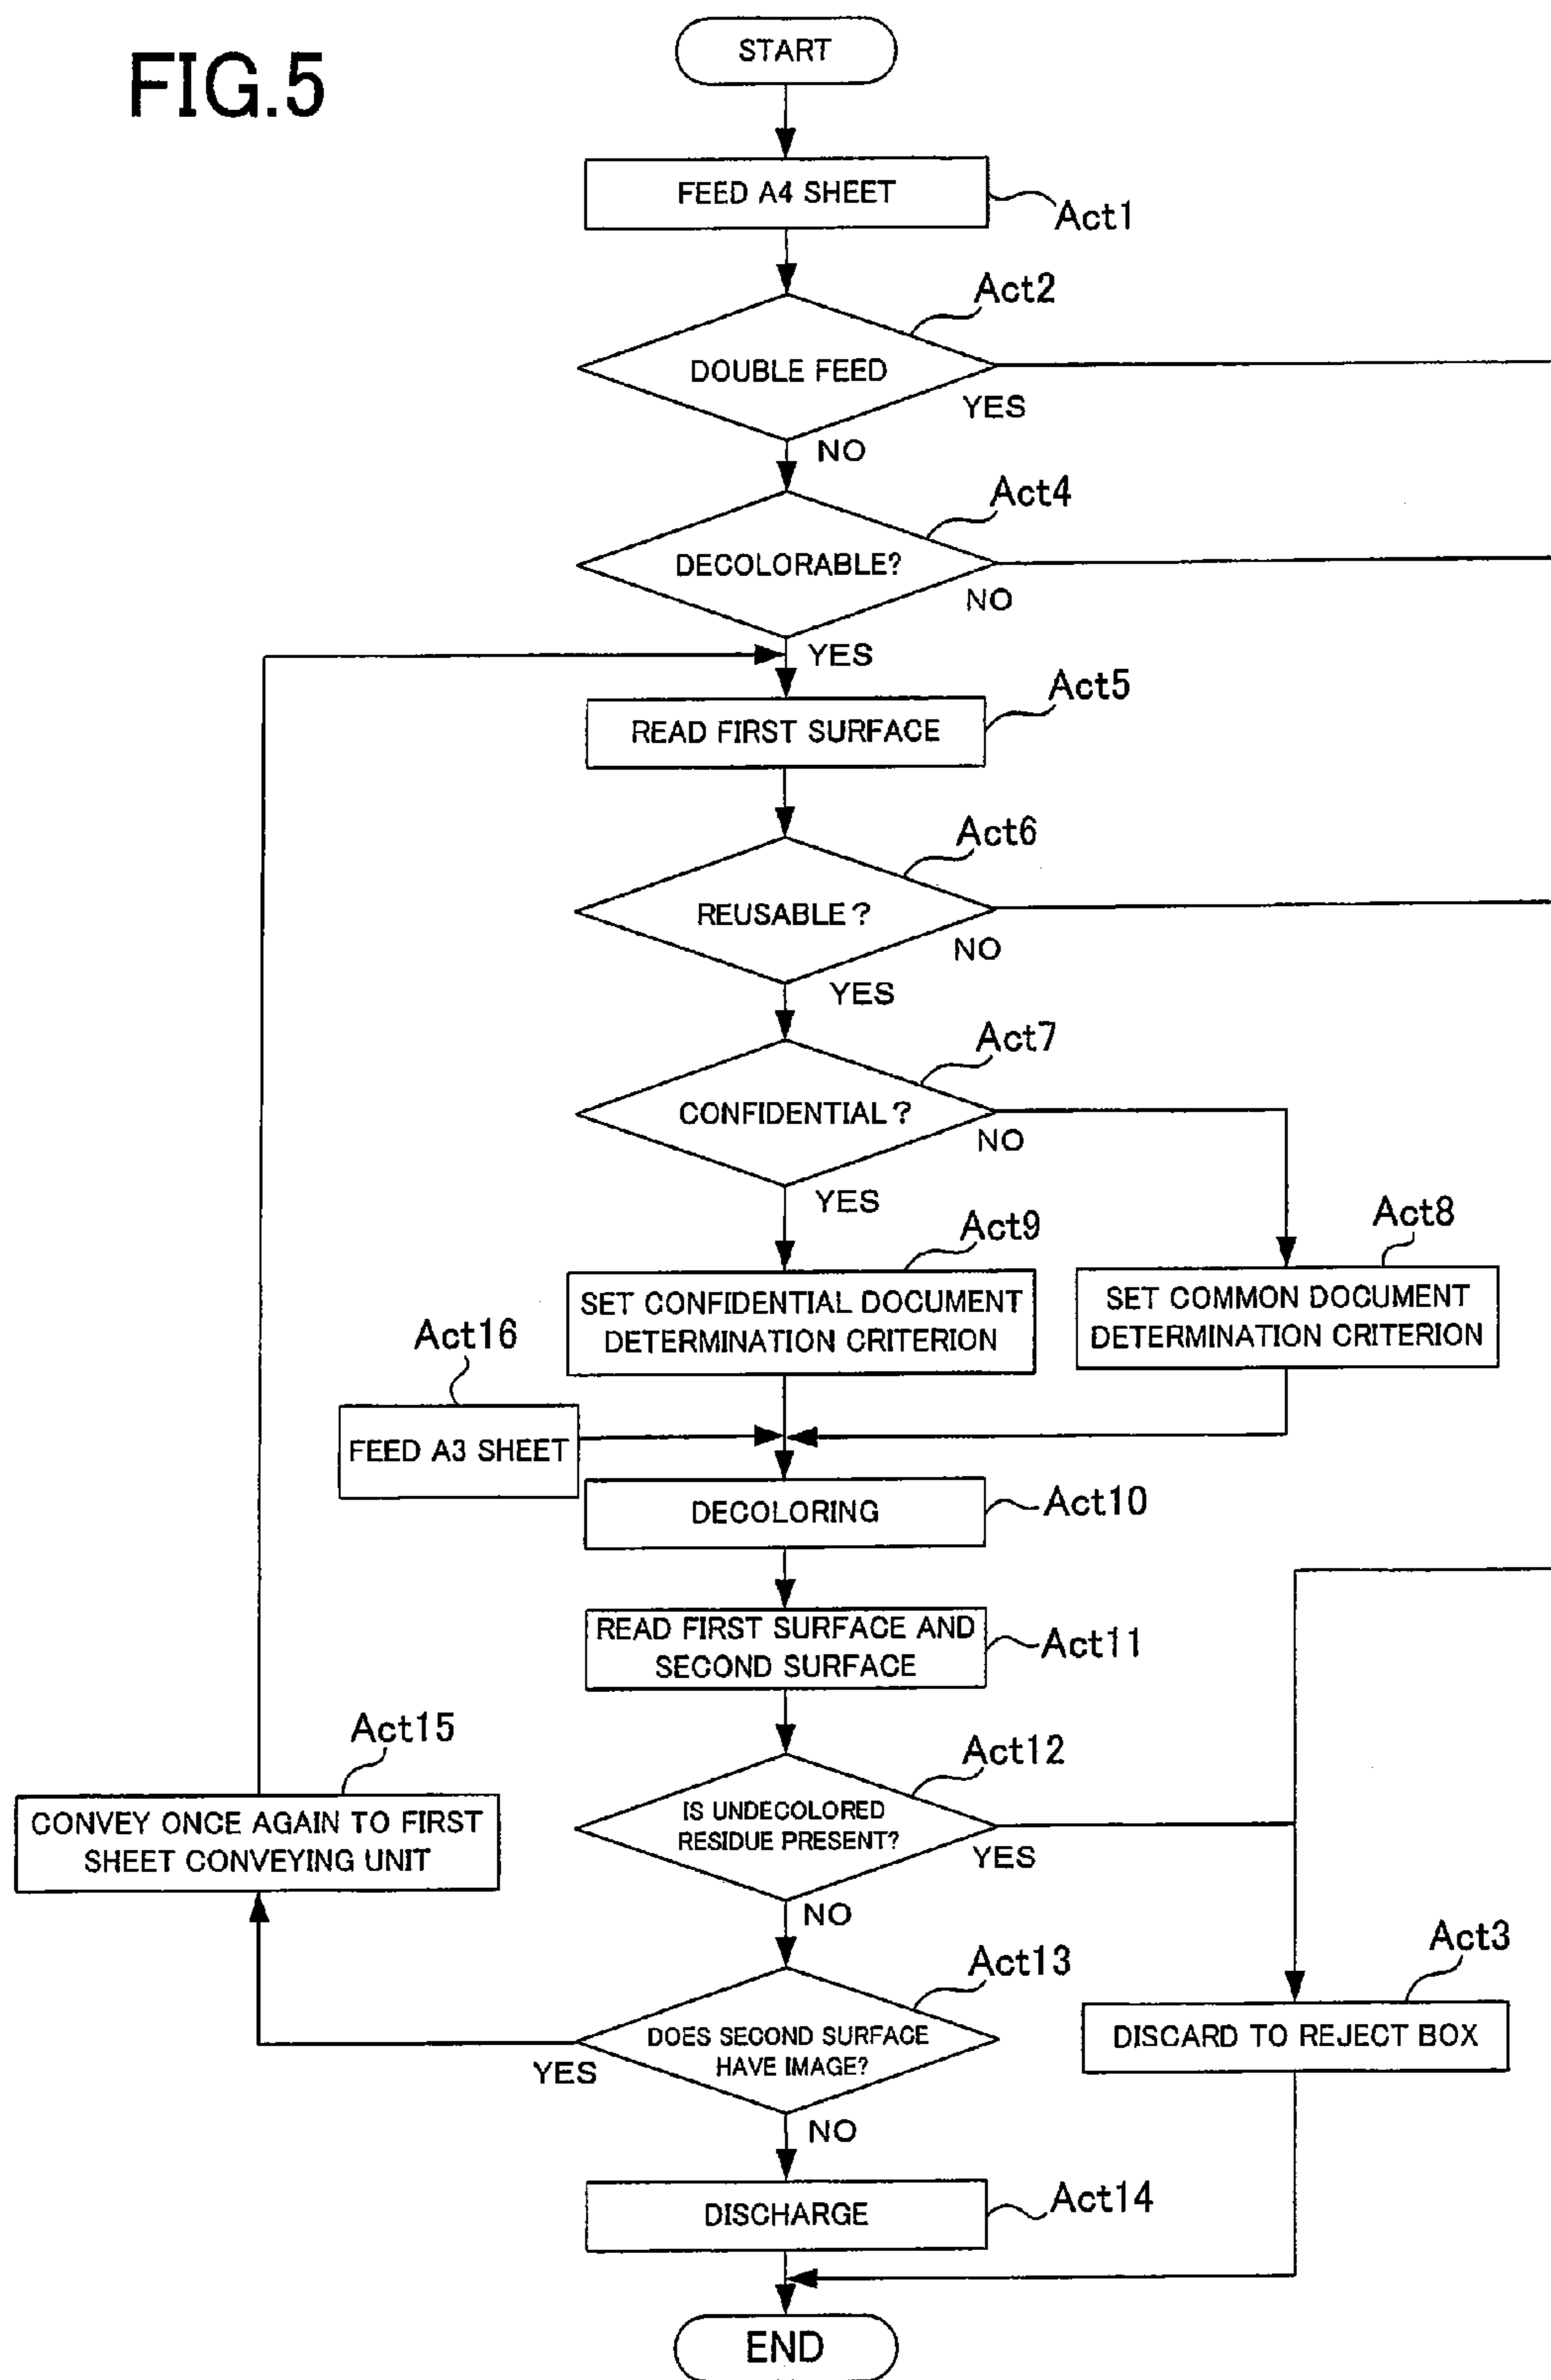 FIG.5
START
FEED A4 SHEET
Act1
Act2
DOUBLE FEED
YES
NO
Act4
DECOLORABLE?
NO
YES
Act5
READ FIRST SURFACE
Act6
REUSABLE?
NO
YES
Act7
CONFIDENTIAL?
NO
YES
Act9
Act8
SET CONFIDENTIAL DOCUMENT
DETERMINATION CRITERION
SET COMMON DOCUMENT
DETERMINATION CRITERION
Act16
FEED A3 SHEET
DECOLORING
Act10
READ FIRST SURFACE AND
SECOND SURFACE
Act11
Act15
CONVEY ONCE AGAIN TO FIRST
SHEET CONVEYING UNIT
Act12
IS UNDECOLORED
RESIDUE PRESENT?
YES
NO
Act13
DOES SECOND SURFACE
HAVE IMAGE?
YES
NO
Act3
DISCARD TO REJECT BOX
DISCHARGE
Act14
END